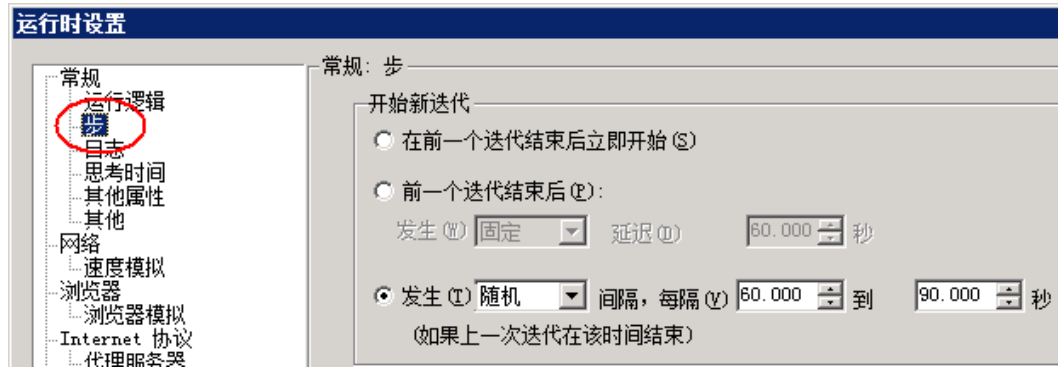 运行时设置
常规
运行逻辑
步
日志
思考时间
其他属性
其他
网络
速度模拟
浏览器
浏览器模拟
Internet 协议
代理服务器
常规: 步
开始新迭代
在前一个迭代结束后立即开始(S)
前一个迭代结束后(P):
发生(W) 固定 延迟(D) 60.000 秒
发生(T) 随机 间隔，每隔(V) 60.000 到 90.000 秒
(如果上一次迭代在该时间结束)